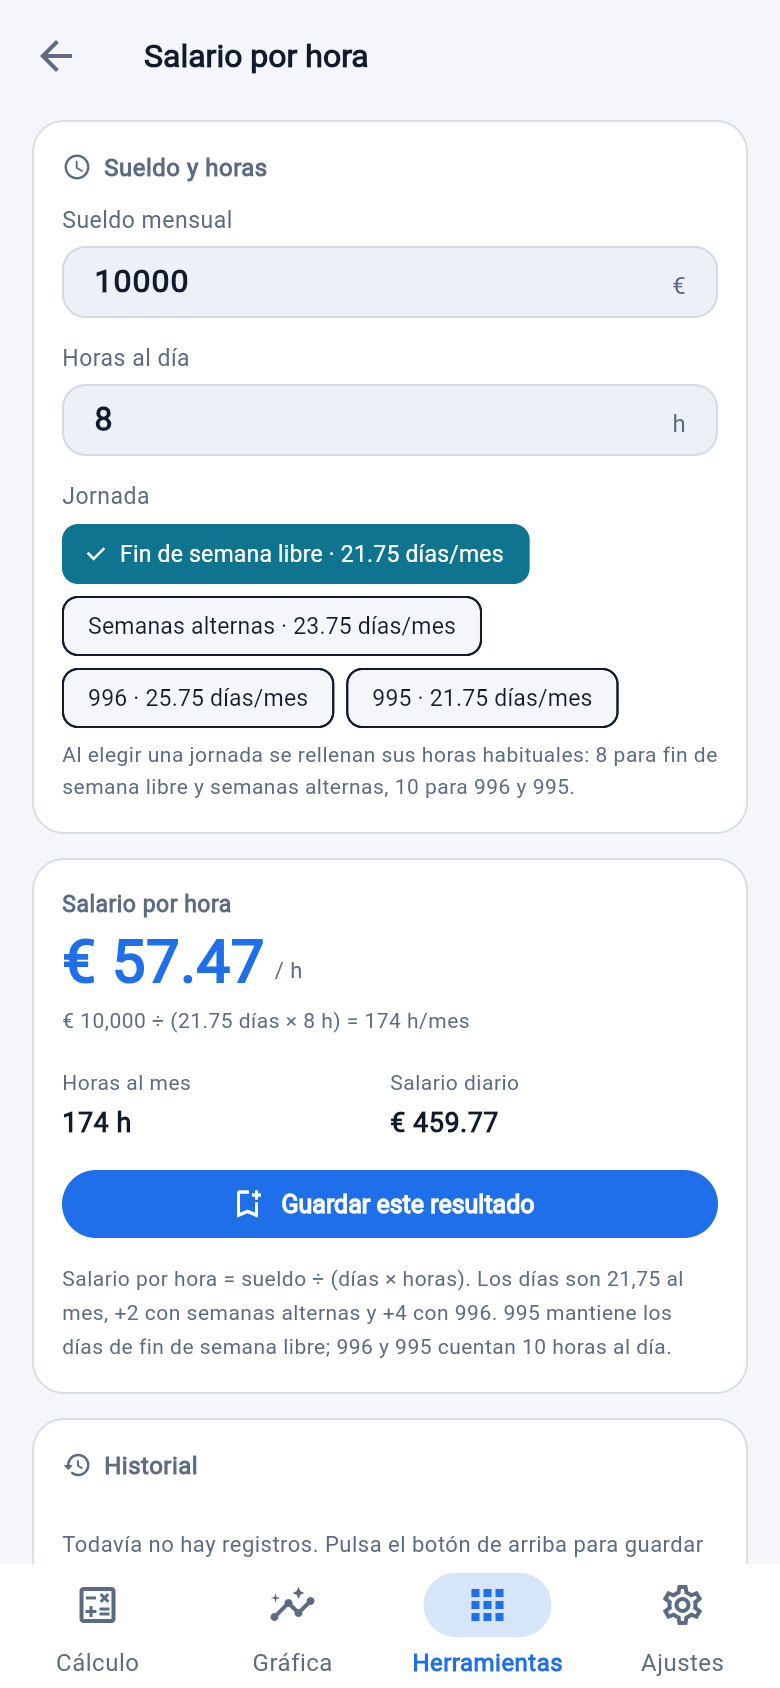 Salario por hora
Sueldo y horas
Sueldo mensual
10000 €
Horas al día
8 h
Jornada
Fin de semana libre · 21.75 días/mes
Semanas alternas · 23.75 días/mes
996 · 25.75 días/mes
995 · 21.75 días/mes
Al elegir una jornada se rellenan sus horas habituales: 8 para fin de
semana libre y semanas alternas, 10 para 996 y 995.
Salario por hora
€ 57.47 / h
€ 10,000 ÷ (21.75 días × 8 h) = 174 h/mes
Horas al mes
174 h
Salario diario
€ 459.77
Guardar este resultado
Salario por hora = sueldo ÷ (días × horas). Los días son 21,75 al
mes, +2 con semanas alternas y +4 con 996. 995 mantiene los
días de fin de semana libre; 996 y 995 cuentan 10 horas al día.
Historial
Todavía no hay registros. Pulsa el botón de arriba para guardar
Cálculo
Gráfica
Herramientas
Ajustes